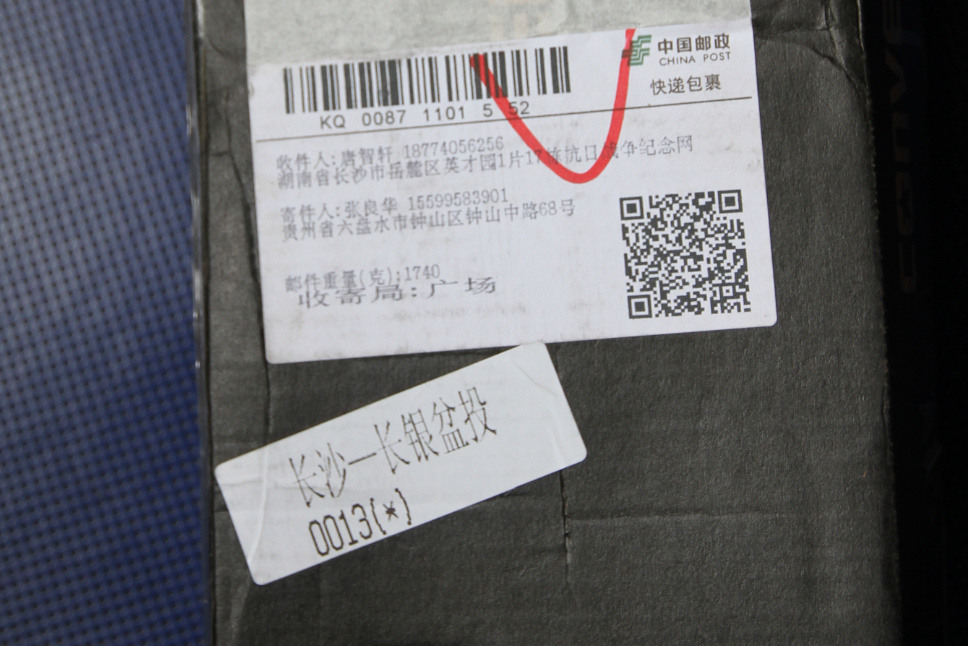 中国邮政
CHINA POST
快递包裹
KQ 0087 1101 5 52
收件人:唐智轩 18774056256
湖南省长沙市岳麓区英才园1片17栋抗日战争纪念网
寄件人:张良华 15599583901
贵州省六盘水市钟山区钟山中路68号
邮件重量(克):1740
收寄局:广场
长沙—长银盆投
0013(*)